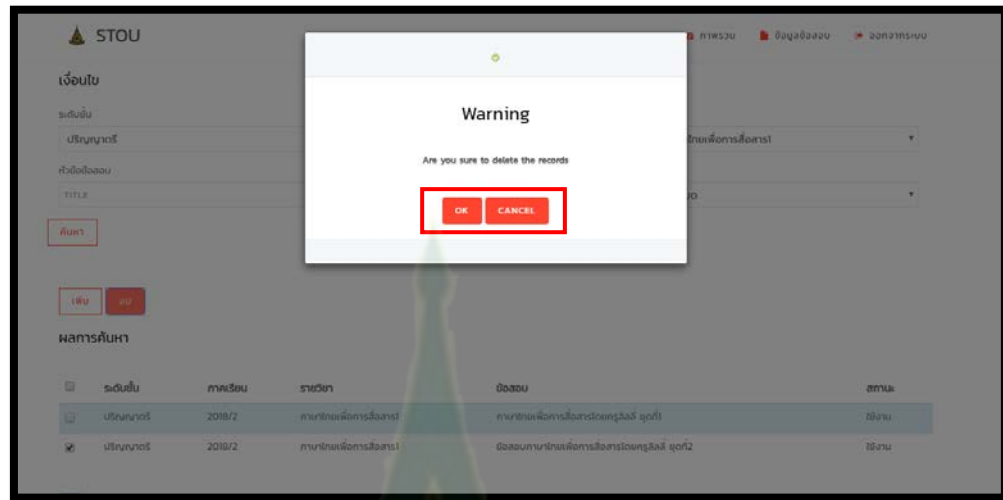 STOU
ภาพรวม ข้อมูลข้อสอบ ออกจากระบบ
เงื่อนไข
ระดับชั้น
ปริญญาตรี
ไทยเพื่อการสื่อสาร1
หัวข้อข้อสอบ
TITLE
ค้นหา
Warning
Are you sure to delete the records
OK CANCEL
เพิ่ม ลบ
ผลการค้นหา
ระดับชั้น ภาคเรียน รายวิชา ข้อสอบ สถานะ
ปริญญาตรี 2018/2 ภาษาไทยเพื่อการสื่อสาร1 ภาษาไทยเพื่อการสื่อสารโดยครูลิลลี่ ชุดที่1 ใช้งาน
ปริญญาตรี 2018/2 ภาษาไทยเพื่อการสื่อสาร1 ข้อสอบภาษาไทยเพื่อการสื่อสารโดยครูลิลลี่ ชุดที่2 ใช้งาน